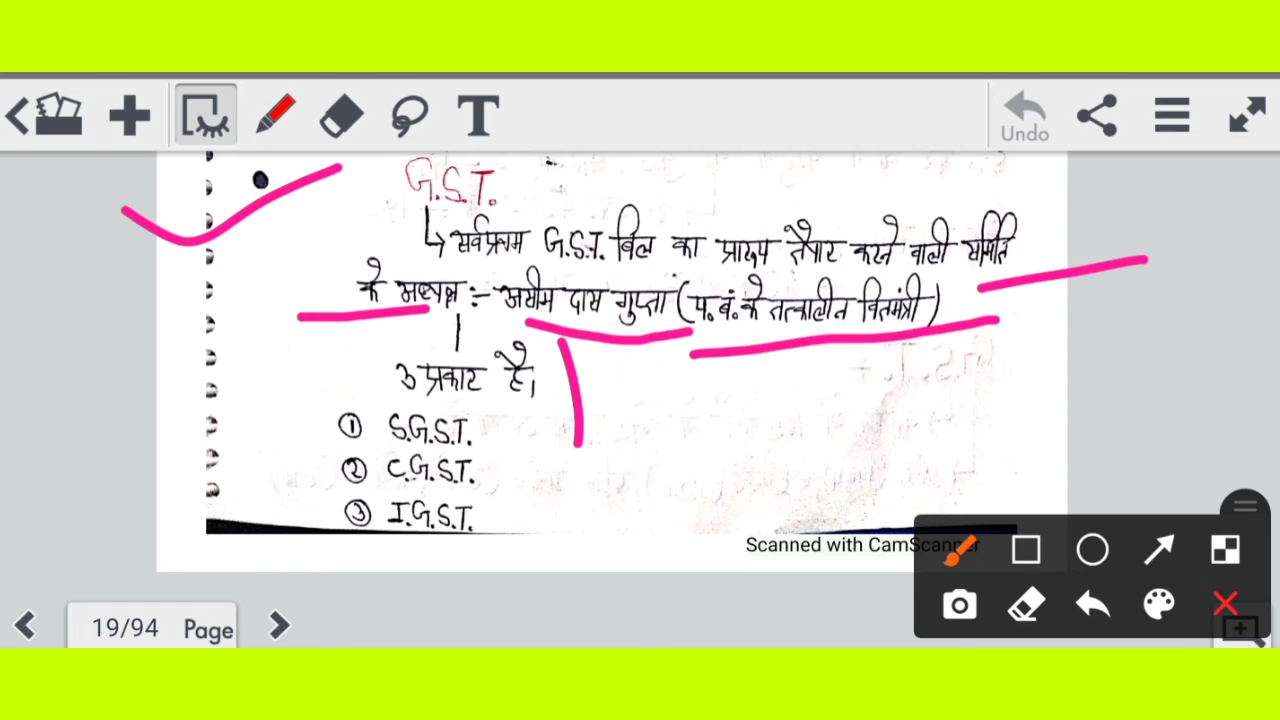 T
Undo
G.S.T.
↳ सर्वप्रथम G.S.T. बिल का प्रारूप तैयार करने वाली समिति
के अध्यक्ष :- असीम दास गुप्ता (प. बं. के तत्कालीन वितमंत्री)
3 प्रकार है।
① S.G.S.T.
② C.G.S.T.
③ I.G.S.T.
Scanned with CamScanner
19/94 Page